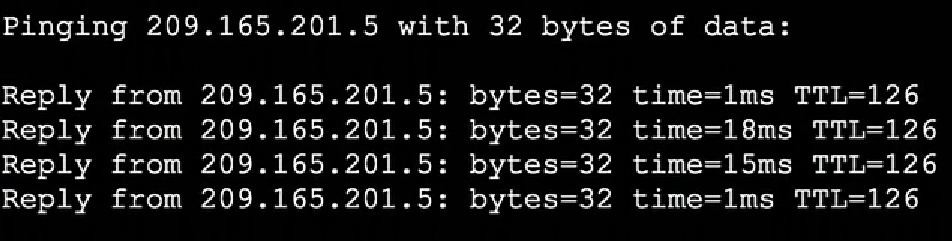 Pinging 209.165.201.5 with 32 bytes of data:
Reply from 209.165.201.5: bytes=32 time=1ms TTL=126
Reply from 209.165.201.5: bytes=32 time=18ms TTL=126
Reply from 209.165.201.5: bytes=32 time=15ms TTL=126
Reply from 209.165.201.5: bytes=32 time=1ms TTL=126